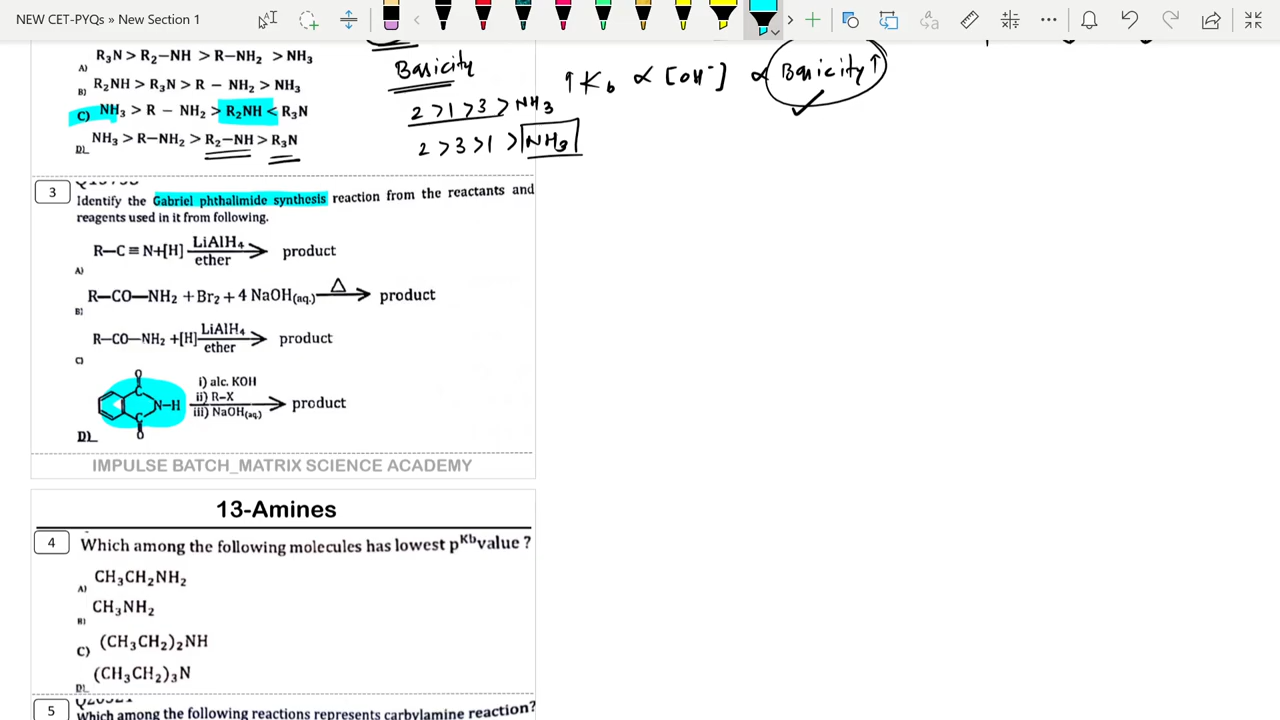 NEW CET-PYQs » New Section 1
R₃N > R₂–NH > R–NH₂ > NH₃
A)
R₂NH > R₃N > R – NH₂ > NH₃
B)
C) NH₃ > R – NH₂ > R₂NH < R₃N
NH₃ > R–NH₂ > R₂–NH > R₃N
D)
Basicity
2 > 1 > 3 > NH₃
2 > 3 > 1 > NH₃
↑ Kb ∝ [OH⁻] ∝ Basicity ↑
3
Identify the Gabriel phthalimide synthesis reaction from the reactants and
reagents used in it from following.
R–C≡N+[H] LiAlH₄ ether → product
A)
R–CO–NH₂ + Br₂ + 4 NaOH(aq.) △ → product
B)
R–CO–NH₂ +[H] LiAlH₄ ether → product
C)
O
C
N–H
C
O
i) alc. KOH
ii) R–X
iii) NaOH(aq.)
→ product
D)
IMPULSE BATCH_MATRIX SCIENCE ACADEMY
13-Amines
4
Which among the following molecules has lowest pᴷᵇ value ?
CH₃CH₂NH₂
A)
CH₃NH₂
B)
C) (CH₃CH₂)₂NH
(CH₃CH₂)₃N
D)
5
Which among the following reactions represents carbylamine reaction?